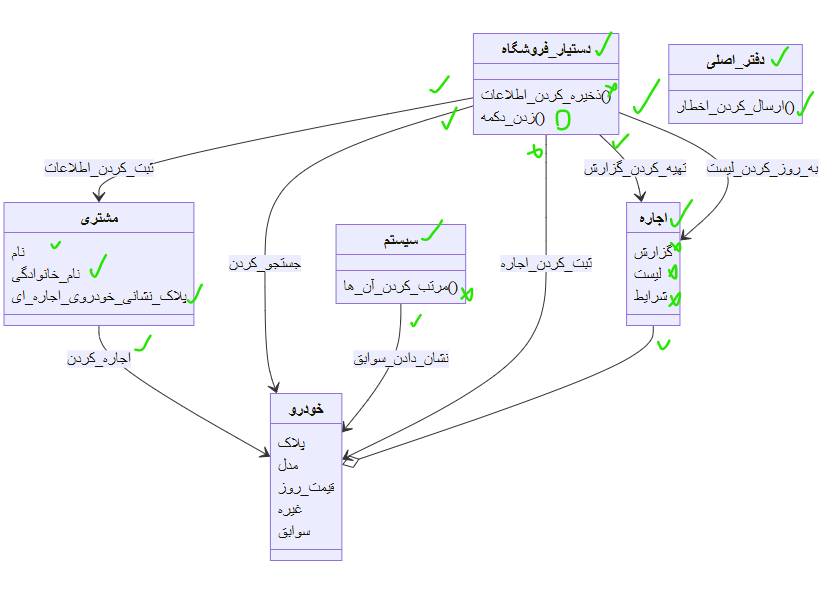 دستیار_فروشگاه
ذخیره_کردن_اطلاعات()
زدن_دکمه()
دفتر_اصلی
ارسال_کردن_اخطار()
ثبت_کردن_اطلاعات
تهیه_کردن_گزارش
به_روز_کردن_لیست
مشتری
نام
نام_خانوادگی
پلاک_نشانی_خودروی_اجاره_ای
سیستم
مرتب_کردن_آن_ها()
اجاره
گزارش
لیست
شرایط
جستجو_کردن
ثبت_کردن_اجاره
اجاره_کردن
نشان_دادن_سوابق
خودرو
پلاک
مدل
قیمت_روز
غیره
سوابق